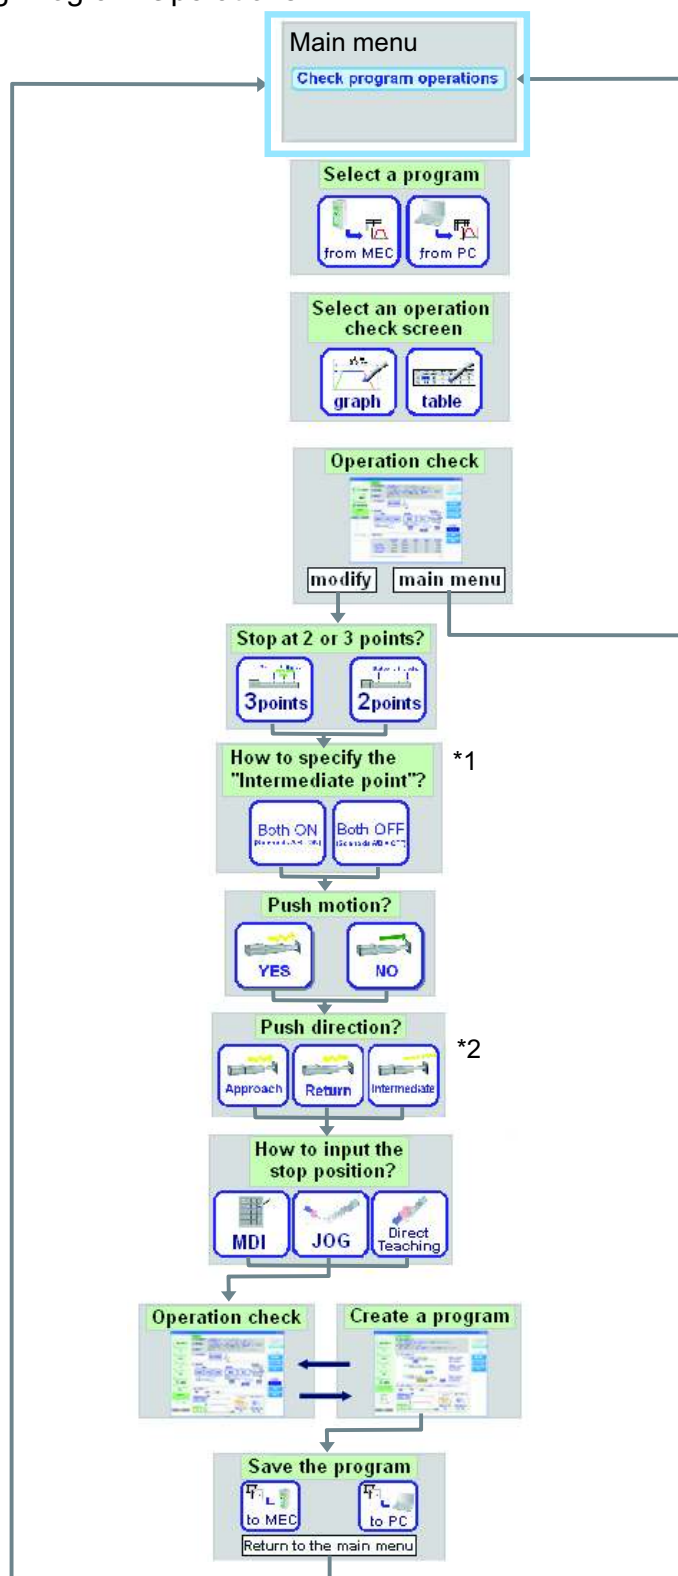 Main menu
Check program operations
Select a program
from MEC
from PC
Select an operation
check screen
graph
table
Operation check
modify
main menu
Stop at 2 or 3 points?
3points
2points
How to specify the
"Intermediate point"?
*1
Both ON
Both OFF
Push motion?
YES
NO
Push direction?
*2
Approach
Return
Intermediate
How to input the
stop position?
MDI
JOG
Direct
Teaching
Operation check
Create a program
Save the program
to MEC
to PC
Return to the main menu